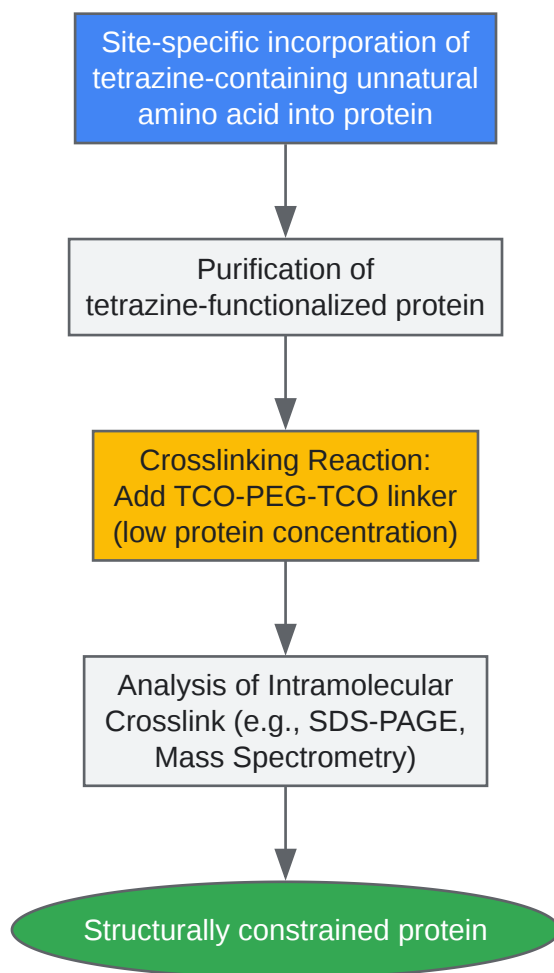 Site-specific incorporation of
tetrazine-containing unnatural
amino acid into protein
Purification of
tetrazine-functionalized protein
Crosslinking Reaction:
Add TCO-PEG-TCO linker
(low protein concentration)
Analysis of Intramolecular
Crosslink (e.g., SDS-PAGE,
Mass Spectrometry)
Structurally constrained protein